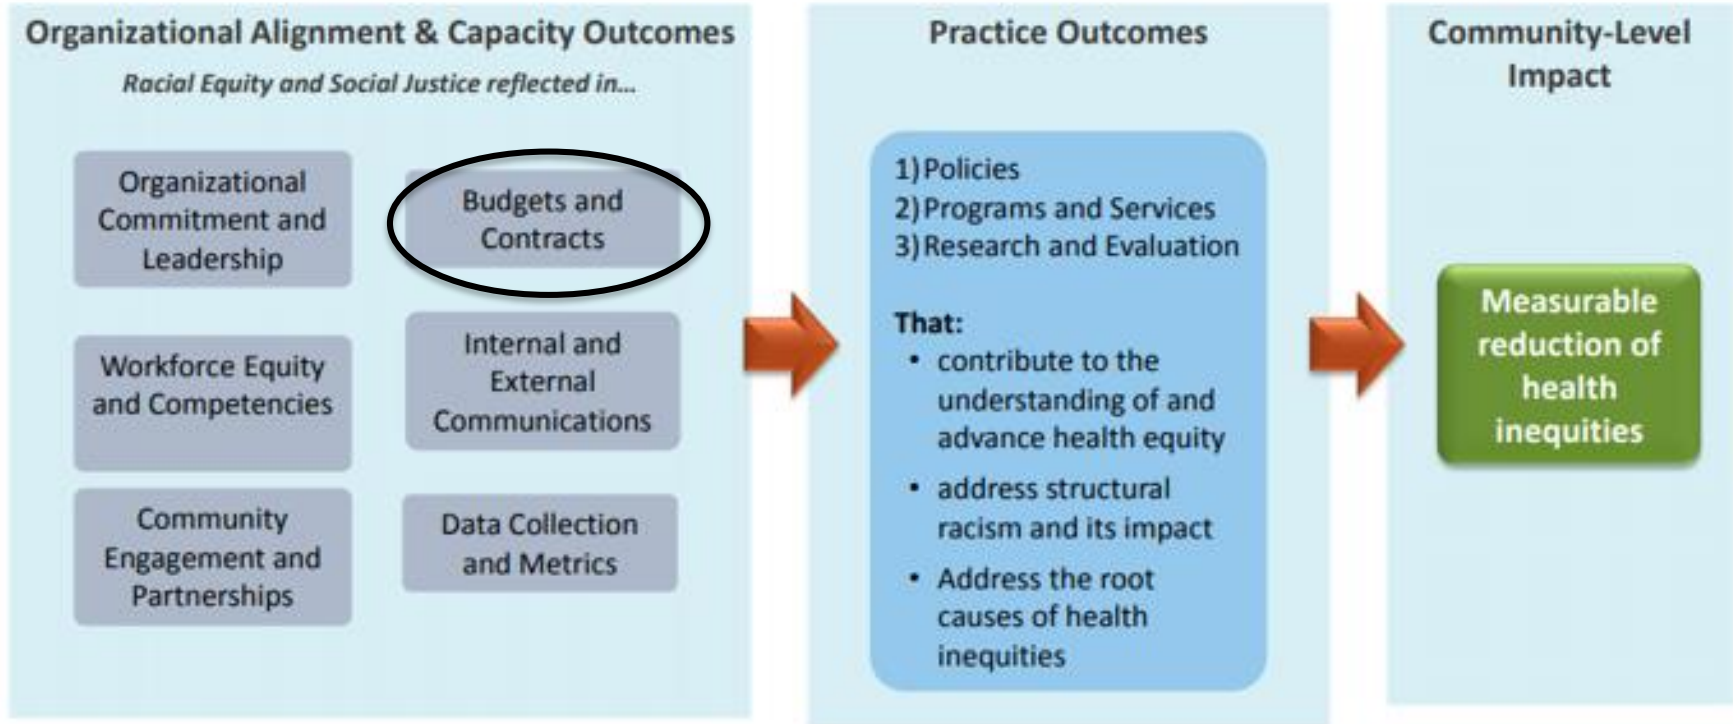 Organizational Alignment & Capacity Outcomes
Racial Equity and Social Justice reflected in...
Organizational
Commitment and
Leadership
Budgets and
Contracts
Workforce Equity
and Competencies
Internal and
External
Communications
Community
Engagement and
Partnerships
Data Collection
and Metrics
Practice Outcomes
1) Policies
2) Programs and Services
3) Research and Evaluation
That:
• contribute to the
understanding of and
advance health equity
• address structural
racism and its impact
• Address the root
causes of health
inequities
Community-Level
Impact
Measurable
reduction of
health
inequities